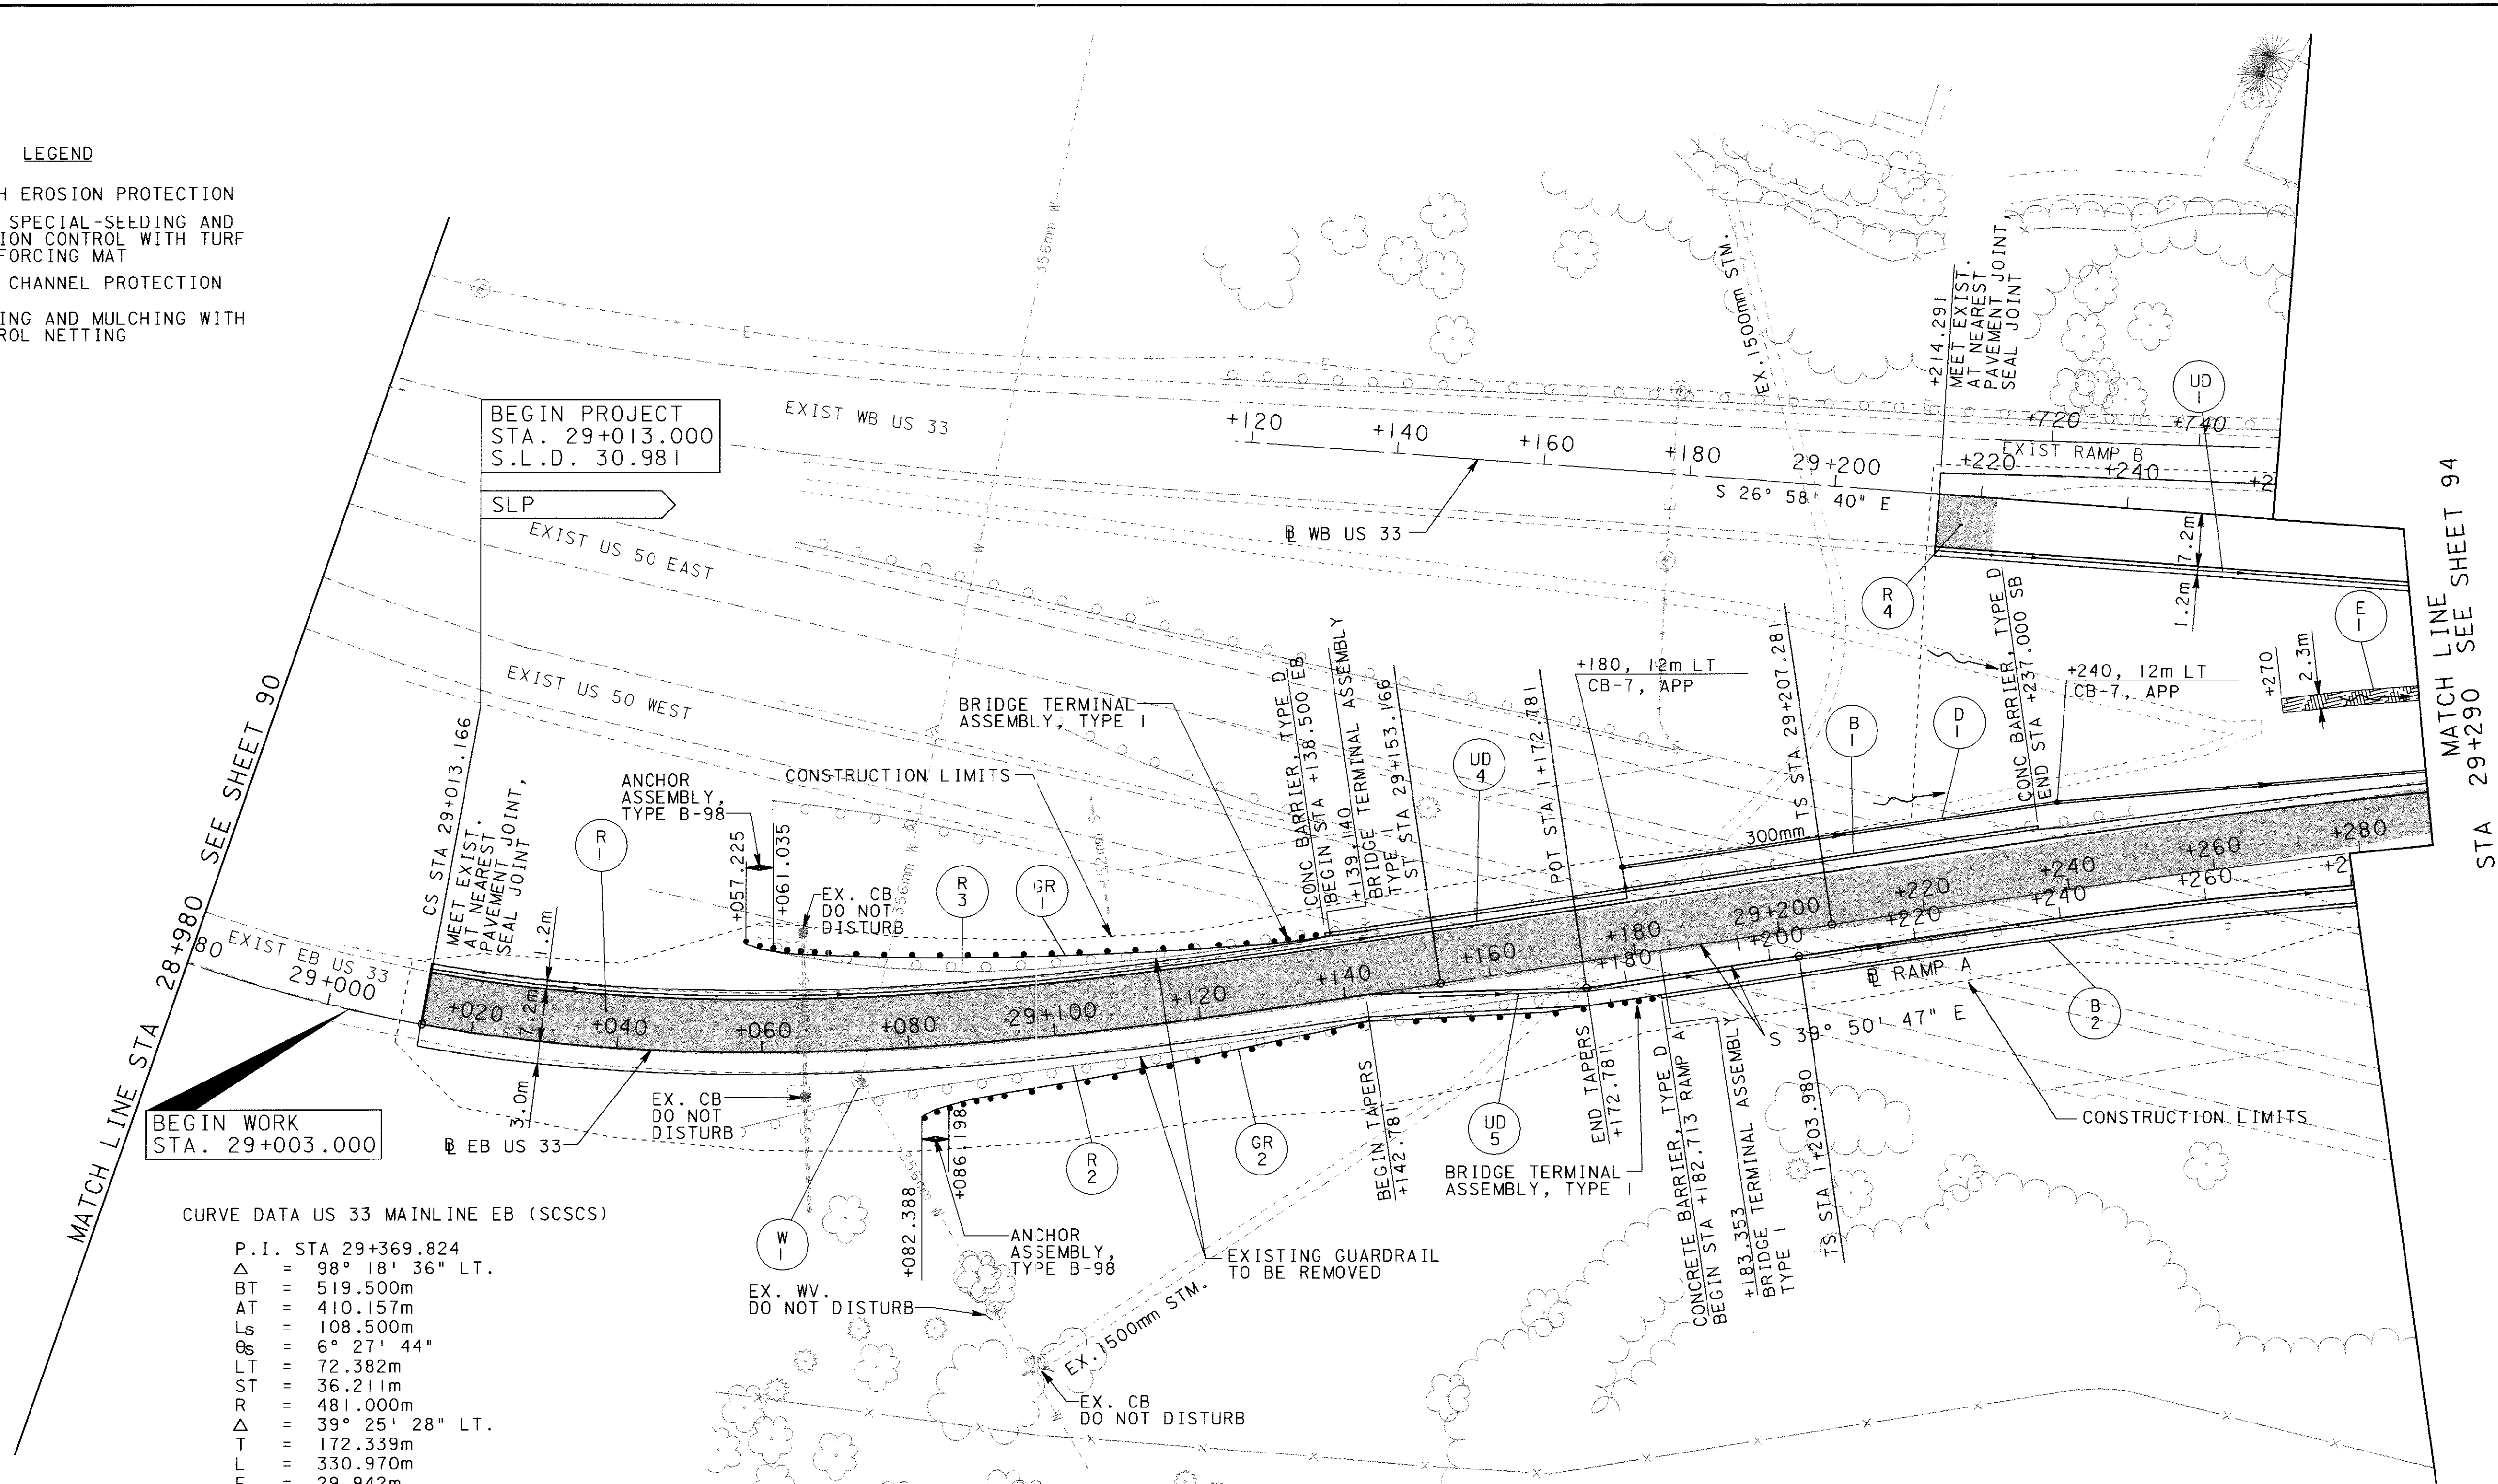 LEGEND
H EROSION PROTECTION
SPECIAL-SEEDING AND
ION CONTROL WITH TURF
FORCING MAT
CHANNEL PROTECTION
ING AND MULCHING WITH
ROL NETTING
BEGIN PROJECT
STA. 29+013.000
S.L.D. 30.981
SLP
EXIST WB US 33
EXIST US 50 EAST
EXIST US 50 WEST
356mm W
EX.1500mm STM.
+120
+140
+160
+180
29+200
+220
+240
+2
S 26° 58' 40" E
℄ WB US 33
+214.291
MEET EXIST.
AT NEAREST
PAVEMENT JOINT,
SEAL JOINT
UD
1
+720
+740
EXIST RAMP B
7.2m
1.2m
R
4
E
1
+270
2.3m
MATCH LINE
STA 29+290 SEE SHEET 94
MATCH LINE STA 28+980 SEE SHEET 90
CS STA 29+013.166
MEET EXIST.
AT NEAREST
PAVEMENT JOINT,
SEAL JOINT
1.2m
R
1
ANCHOR
ASSEMBLY,
TYPE B-98
+057.225
+061.035
EX. CB
DO NOT
DISTURB
356mm W
CONSTRUCTION LIMITS
152mm S
R
3
GR
1
BRIDGE TERMINAL
ASSEMBLY, TYPE 1
CONC BARRIER, TYPE D
BEGIN STA +138.500 EB
+139.140
BRIDGE TERMINAL ASSEMBLY
TYPE 1
ST STA 29+153.166
UD
4
POT STA 1+172.781
+180, 12m LT
CB-7, APP
TS STA 29+207.281
300mm
B
1
D
1
CONC BARRIER, TYPE D
END STA +237.000 SB
+240, 12m LT
CB-7, APP
80
EXIST EB US 33
29+000
+020
+040
+060
+080
29+100
+120
+140
+160
+180
29+200
+220
+240
+260
+280
+180
1+200
+220
+240
+260
+2
7.2m
3.0m
BEGIN WORK
STA. 29+003.000
℄ EB US 33
EX. CB
DO NOT
DISTURB
305mm S
W
1
+082.388
+086.198
356mm W
ANCHOR
ASSEMBLY,
TYPE B-98
EX. WV.
DO NOT DISTURB
R
2
GR
2
EXISTING GUARDRAIL
TO BE REMOVED
EX.1500mm STM.
EX. CB
DO NOT DISTURB
BEGIN TAPERS
+142.781
UD
5
BRIDGE TERMINAL
ASSEMBLY, TYPE 1
END TAPERS
+172.781
CONCRETE BARRIER, TYPE D
BEGIN STA +182.713 RAMP A
+183.353
BRIDGE TERMINAL ASSEMBLY
TYPE 1
S 39° 50' 47" E
TS STA 1+203.980
℄ RAMP A
B
2
CONSTRUCTION LIMITS
CURVE DATA US 33 MAINLINE EB (SCSCS)
P.I. STA 29+369.824
Δ = 98° 18' 36" LT.
BT = 519.500m
AT = 410.157m
Ls = 108.500m
θs = 6° 27' 44"
LT = 72.382m
ST = 36.211m
R = 481.000m
Δ = 39° 25' 28" LT.
T = 172.339m
L = 330.970m
E = 29.942m